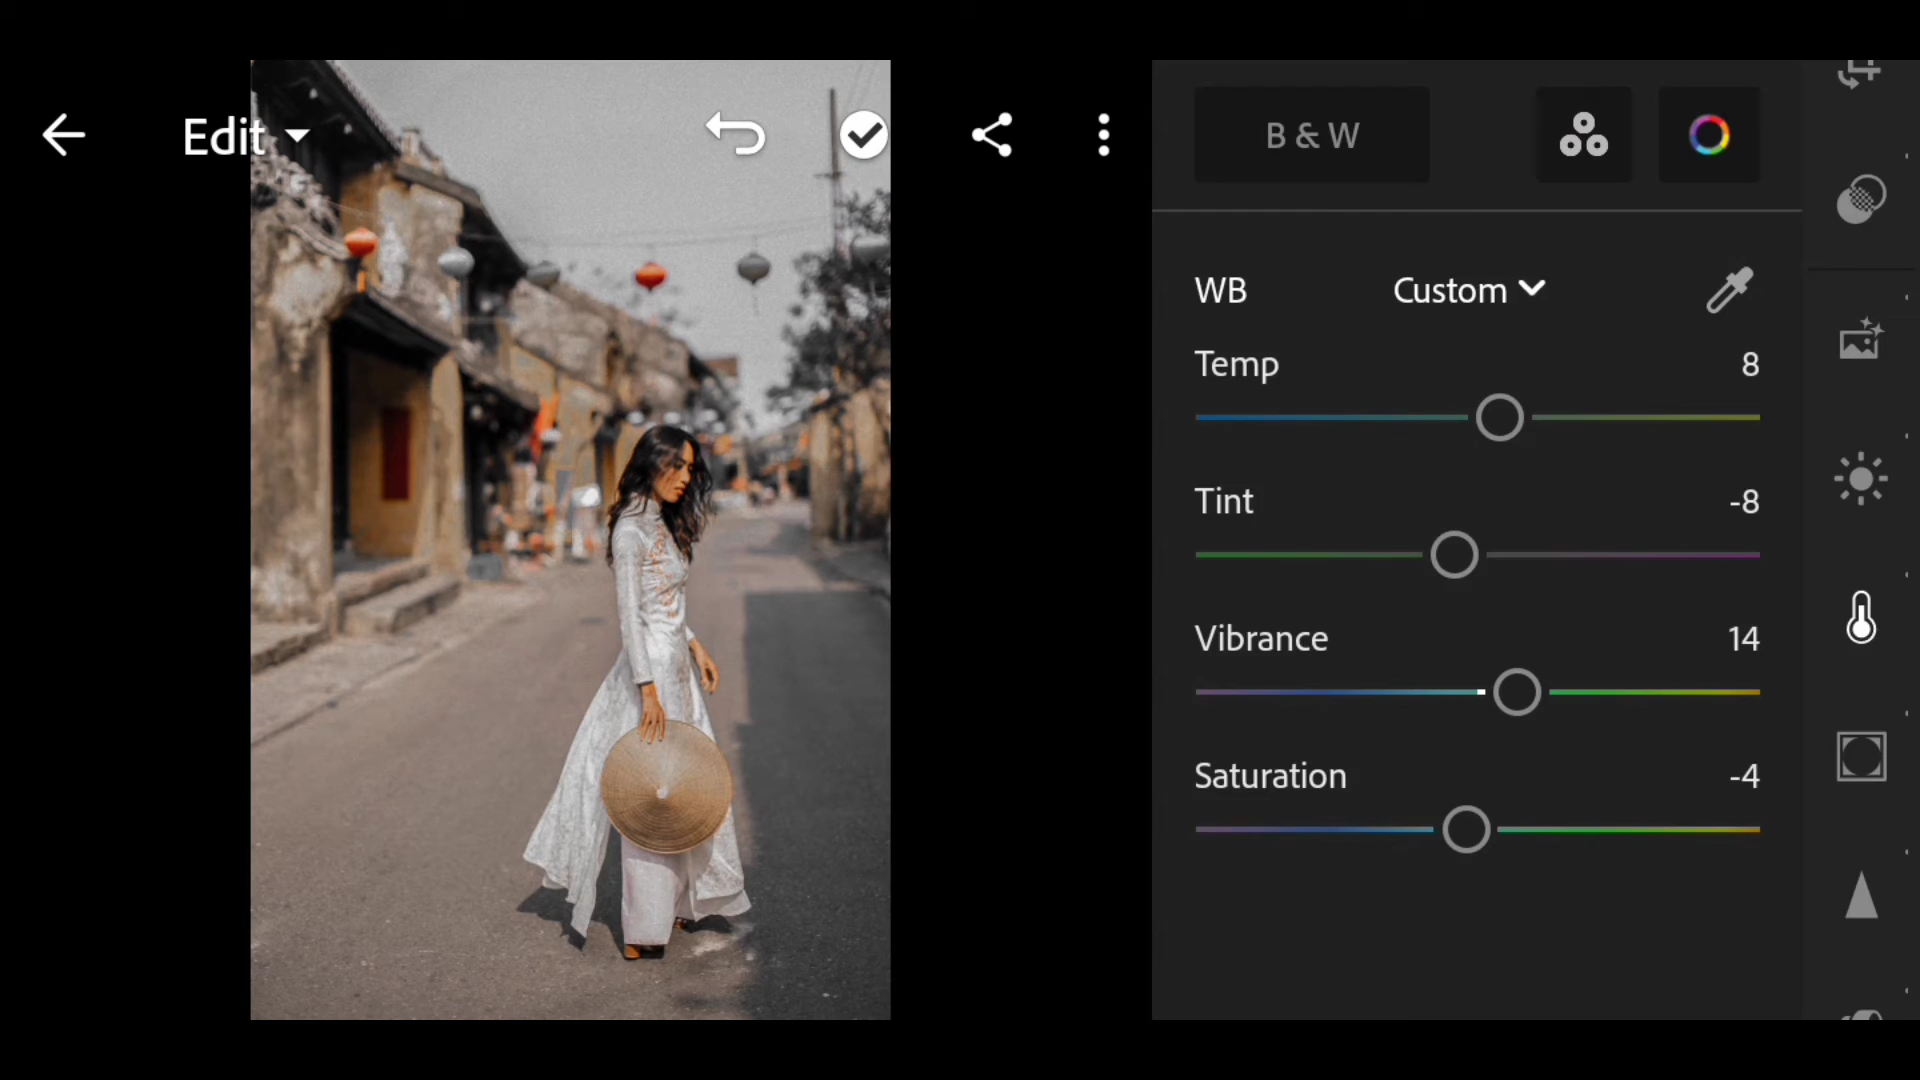 Edit
B & W
WB Custom
Temp 8
Tint -8
Vibrance 14
Saturation -4